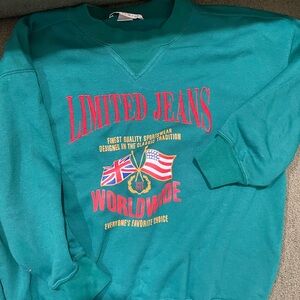 LIMITED JEANS
FINEST QUALITY SPORTSWEAR
DESIGNED IN THE CLASSIC TRADITION
WORLDWIDE
EVERYONE'S FAVORITE CHOICE